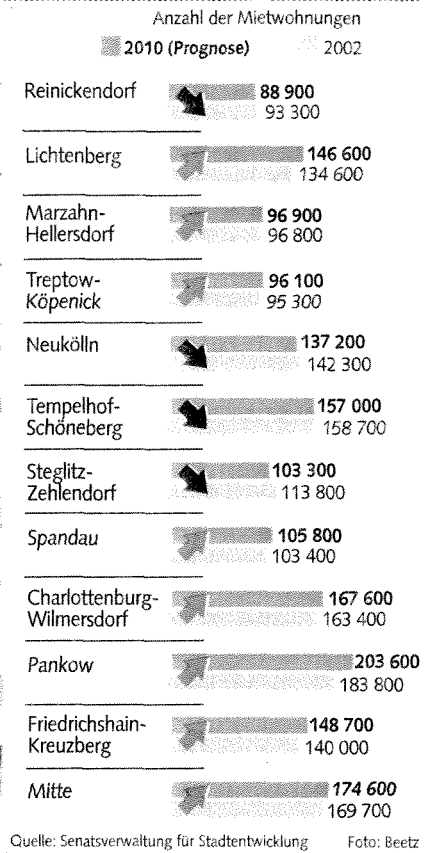 Anzahl der Mietwohnungen
2010 (Prognose) 2002
Reinickendorf 88 900
93 300
Lichtenberg 146 600
134 600
Marzahn- 96 900
Hellersdorf 96 800
Treptow- 96 100
Köpenick 95 300
Neukölln 137 200
142 300
Tempelhof- 157 000
Schöneberg 158 700
Steglitz- 103 300
Zehlendorf 113 800
Spandau 105 800
103 400
Charlottenburg- 167 600
Wilmersdorf 163 400
Pankow 203 600
183 800
Friedrichshain- 148 700
Kreuzberg 140 000
Mitte 174 600
169 700
Quelle: Senatsverwaltung für Stadtentwicklung Foto: Beetz